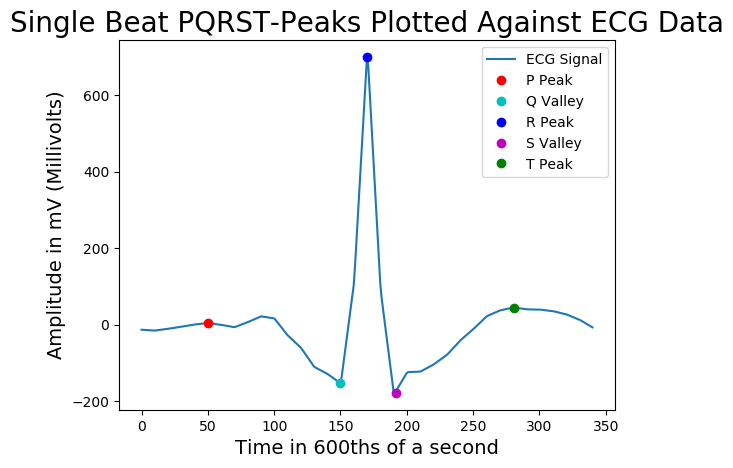 Single Beat PQRST-Peaks Plotted Against ECG Data
Amplitude in mV (Millivolts)
600
400
200
0
−200
ECG Signal
P Peak
Q Valley
R Peak
S Valley
T Peak
0 50 100 150 200 250 300 350
Time in 600ths of a second